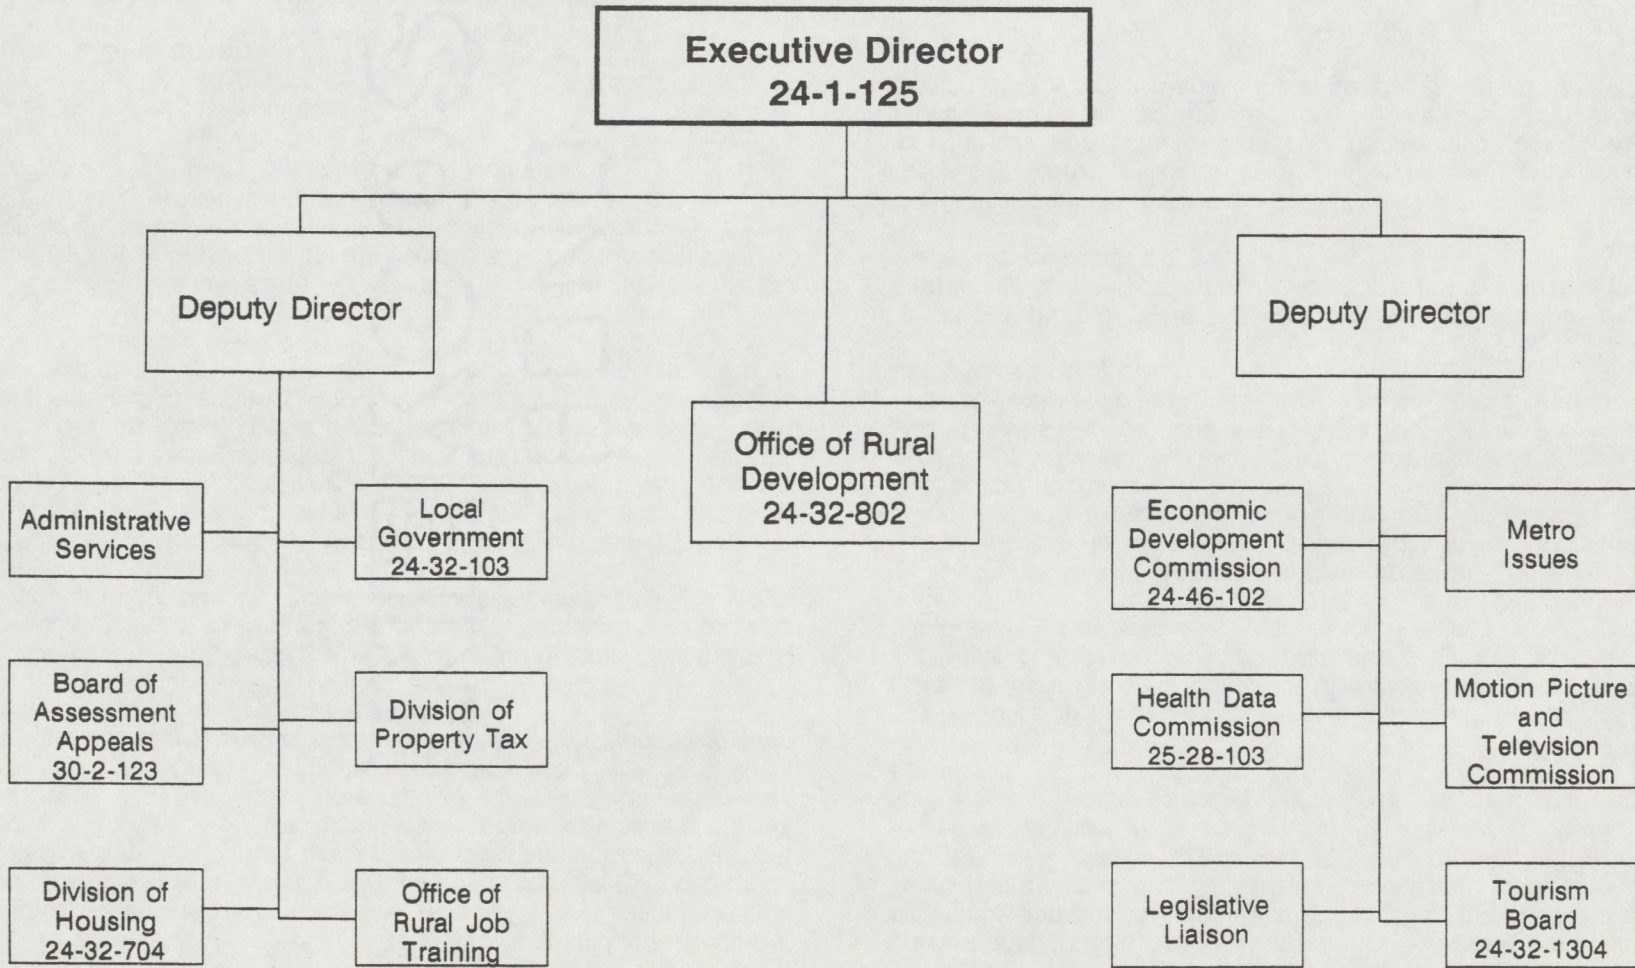 Executive Director
24-1-125
Deputy Director
Deputy Director
Office of Rural
Development
24-32-802
Administrative
Services
Local
Government
24-32-103
Economic
Development
Commission
24-46-102
Metro
Issues
Board of
Assessment
Appeals
30-2-123
Division of
Property Tax
Health Data
Commission
25-28-103
Motion Picture
and
Television
Commission
Division of
Housing
24-32-704
Office of
Rural Job
Training
Legislative
Liaison
Tourism
Board
24-32-1304